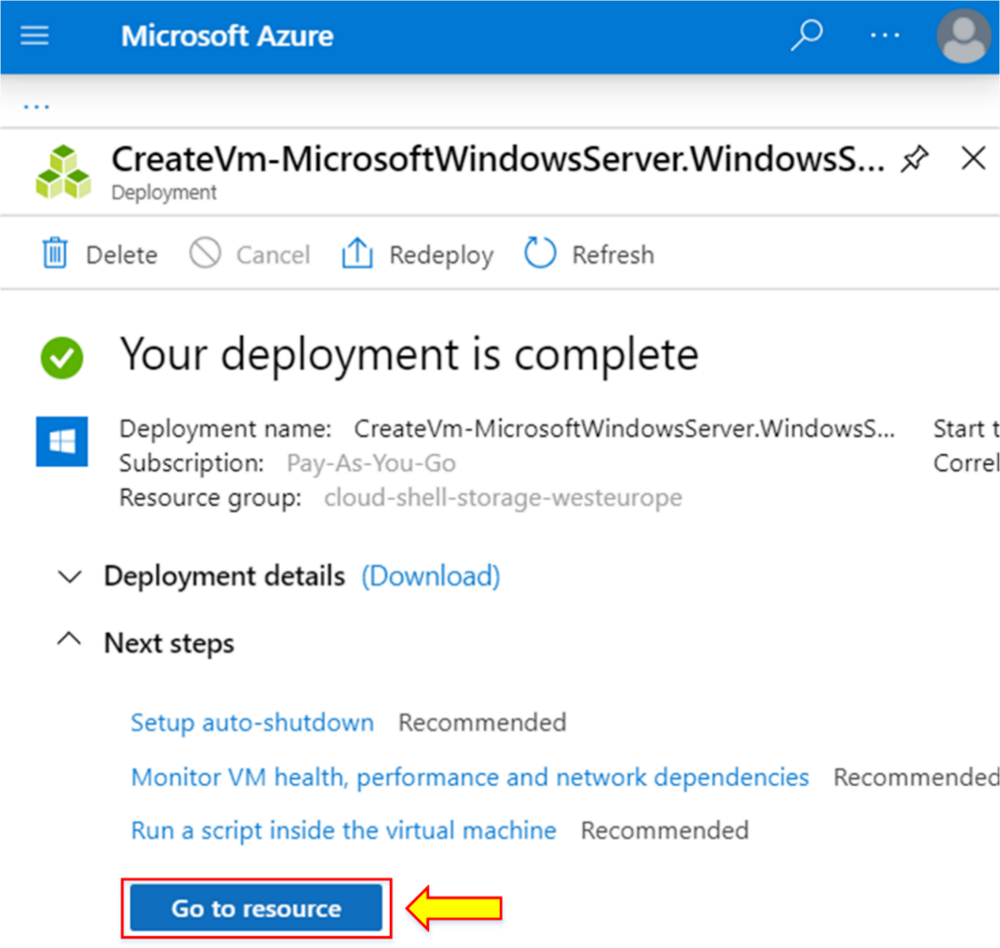 Microsoft Azure ...
...
CreateVm-MicrosoftWindowsServer.WindowsS...
Deployment
Delete Cancel Redeploy Refresh
Your deployment is complete
Deployment name: CreateVm-MicrosoftWindowsServer.WindowsS... Start t
Subscription: Pay-As-You-Go Correl
Resource group: cloud-shell-storage-westeurope
Deployment details (Download)
Next steps
Setup auto-shutdown Recommended
Monitor VM health, performance and network dependencies Recommended
Run a script inside the virtual machine Recommended
Go to resource